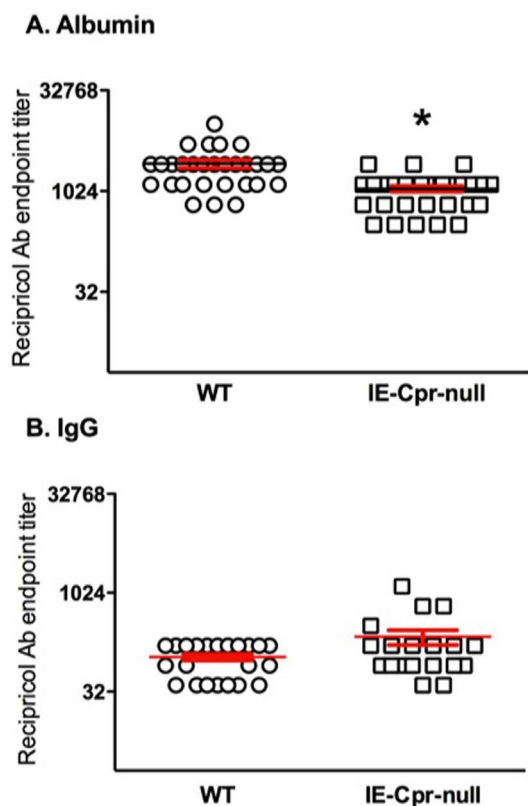 A. Albumin
Recipricol Ab endpoint titer
32768
1024
32
*
WT IE-Cpr-null
B. IgG
Recipricol Ab endpoint titer
32768
1024
32
WT IE-Cpr-null